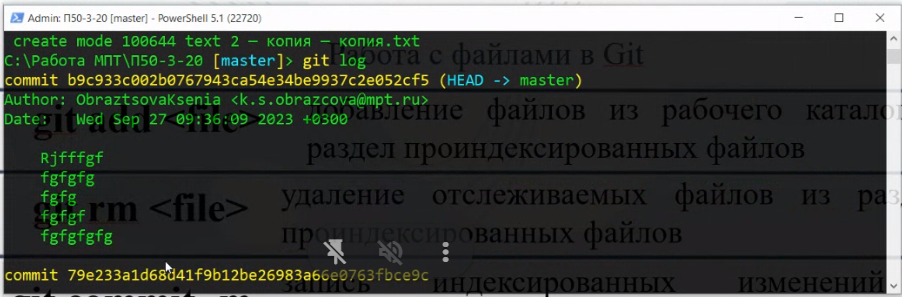 Admin: П50-3-20 [master] - PowerShell 5.1 (22720)
create mode 100644 text 2 — копия — копия.txt
C:\Работа МПТ\П50-3-20 [master]> git log
commit b9c933c002b0767943ca54e34be9937c2e052cf5 (HEAD -> master)
Author: ObraztsovaKsenia <k.s.obrazcova@mpt.ru>
Date: Wed Sep 27 09:36:09 2023 +0300
Rjfffgf
fgfgfg
fgfg
fgfgf
fgfgfgfg
commit 79e233a1d68d41f9b12be26983a66e0763fbce9c
Работа с файлами в Git
git add <file>
добавление файлов из рабочего
раздел проиндексированных файлов
git rm <file>
удаление отслеживаемых файлов из
проиндексированных файлов
git commit -m
запись индексированных изменений